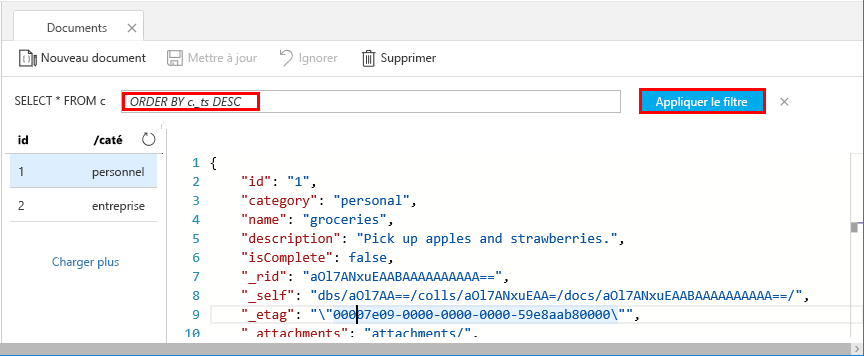 Documents
Nouveau document Mettre à jour Ignorer Supprimer
SELECT * FROM c ORDER BY c._ts DESC Appliquer le filtre
id /caté
1 personnel
2 entreprise
Charger plus
1 {
2 "id": "1",
3 "category": "personal",
4 "name": "groceries",
5 "description": "Pick up apples and strawberries.",
6 "isComplete": false,
7 "_rid": "aOl7ANxuEAABAAAAAAAAAA==",
8 "_self": "dbs/aOl7AA==/colls/aOl7ANxuEAA=/docs/aOl7ANxuEAABAAAAAAAAAA==/",
9 "_etag": "\"00007e09-0000-0000-0000-59e8aab80000\"",
10 "_attachments": "attachments/",